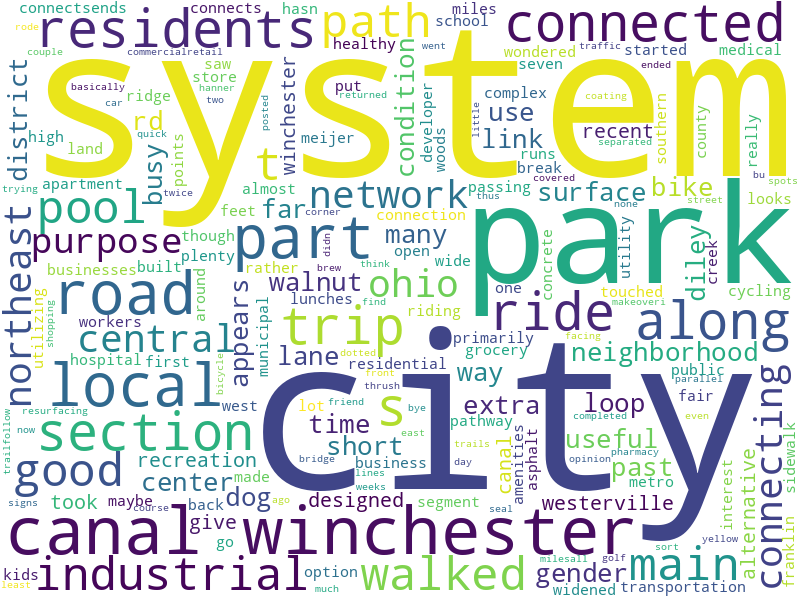 connectsends
connects
hasn
miles
rode
residents
path
school
connected
couple
commercialretail
went
traffic
ended
healthy
wondered
started
medical
saw
store
seven
system
basically
hanner
posted
put
returned
coating
car
two
winchester
ridge
district
rd
condition
meijer
developer
woods
complex
use
link
recent
separated
southern
county
really
high
land
quick
busy
points
t
little
runs
break
trying
apartment
twice
almost
passing
covered
bu
spots
network
surface
bike
thus
none
street
looks
pool
feet
corner
far
connection
utility
northeast
purpose
though
part
many
open
wide
park
diley
creek
businesses
built
plenty
didn
brew
think
rather
walnut
ohio
riding
one
concrete
touched
cycling
utilizing
shopping
road
around
workers
municipal
lunches
find
ride
makeoveri
along
central
appears
trip
hospital
first
lane
dotted
residential
primarily
grocery
facing
neighborhood
parallel
local
bicycle
front
way
public
city
west
lot
friend
thrush
s
bye
extra
loop
fair
completed
even
resurfacing
section
time
east
pathway
useful
pharmacy
trailfollow
now
short
trails
canal
amenities
asphalt
connecting
sidewalk
good
recreation
bridge
business
day
opinion
past
metro
center
made
lines
segment
interest
alternative
signs
took
maybe
dog
back
ago
weeks
designed
seal
westerville
yellow
course
give
canal winchester
go
option
gender
widened
main
sort
golf
milesall
franklin
kids
least
industrial
much
walked
transportation